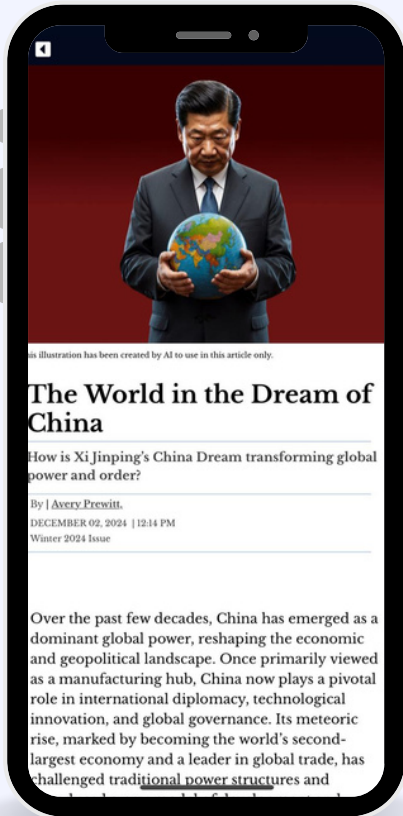 is illustration has been created by AI to use in this article only.
The World in the Dream of
China
How is Xi Jinping's China Dream transforming global
power and order?
By | Avery Prewitt,
DECEMBER 02, 2024 | 12:14 PM
Winter 2024 Issue
Over the past few decades, China has emerged as a
dominant global power, reshaping the economic
and geopolitical landscape. Once primarily viewed
as a manufacturing hub, China now plays a pivotal
role in international diplomacy, technological
innovation, and global governance. Its meteoric
rise, marked by becoming the world's second-
largest economy and a leader in global trade, has
challenged traditional power structures and